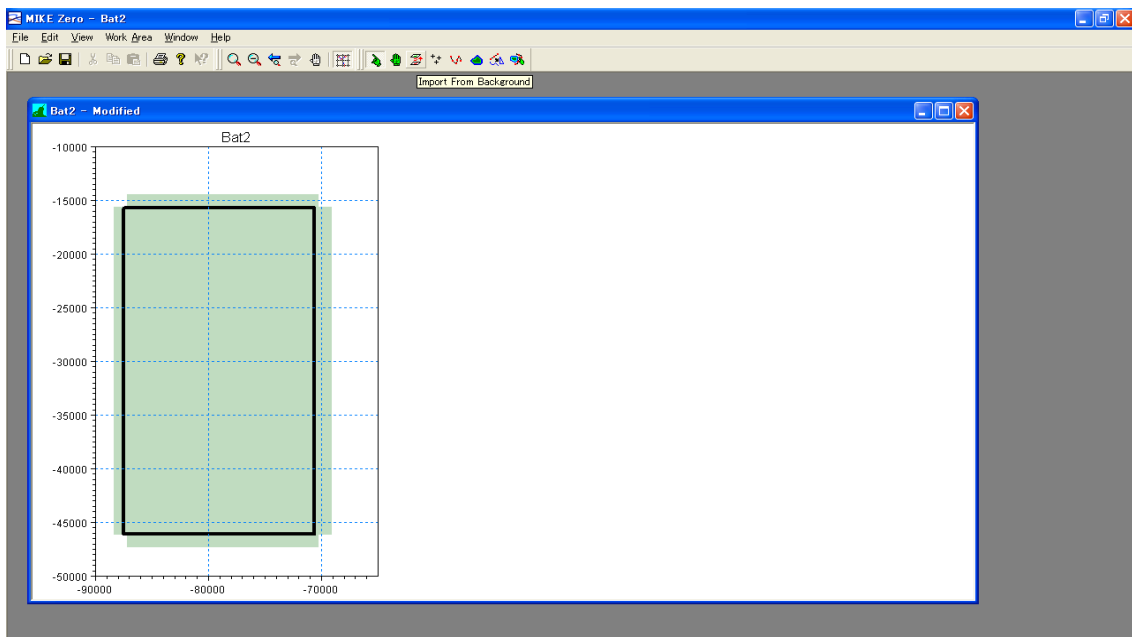 MIKE Zero - Bat2
File Edit View Work Area Window Help
Import From Background
Bat2 - Modified
Bat2
-10000
-15000
-20000
-25000
-30000
-35000
-40000
-45000
-50000
-90000 -80000 -70000